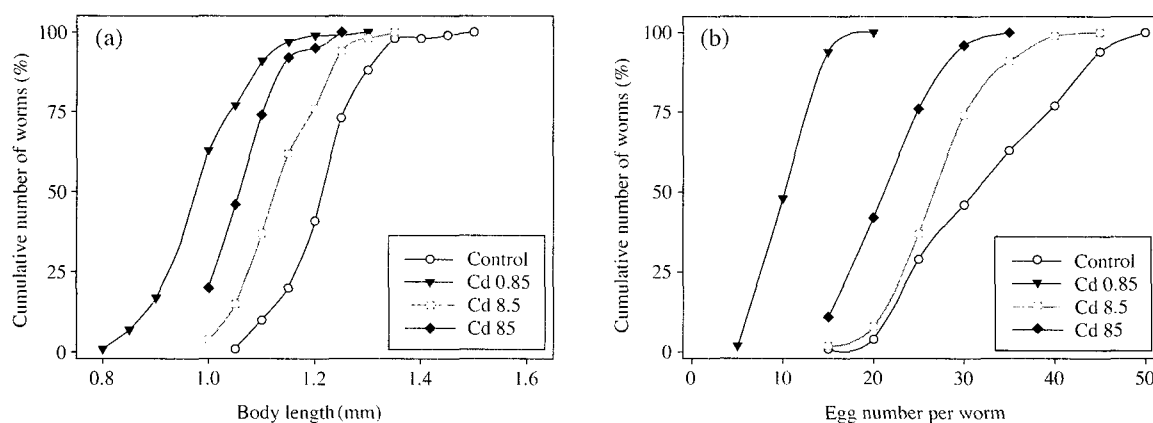 (a)
Cumulative number of worms (%)
100
75
50
25
0
0.8 1.0 1.2 1.4 1.6
Body length (mm)
Control
Cd 0.85
Cd 8.5
Cd 85
(b)
Cumulative number of worms (%)
100
75
50
25
0
0 10 20 30 40 50
Egg number per worm
Control
Cd 0.85
Cd 8.5
Cd 85